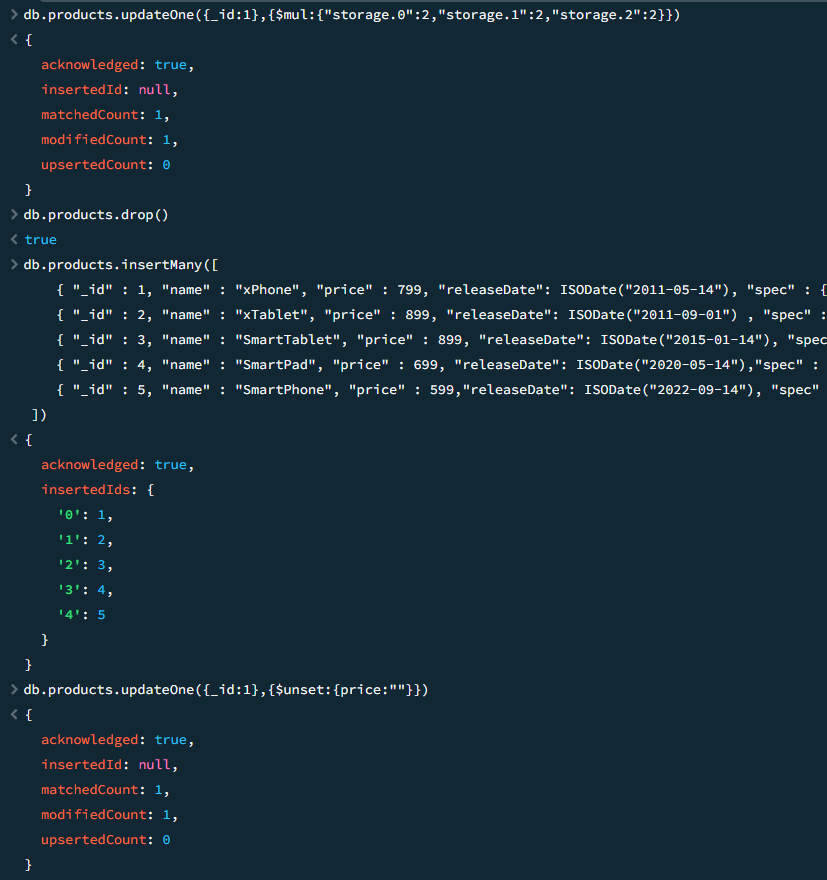 > db.products.updateOne({_id:1},{$mul:{"storage.0":2,"storage.1":2,"storage.2":2}})
< {
acknowledged: true,
insertedId: null,
matchedCount: 1,
modifiedCount: 1,
upsertedCount: 0
}
> db.products.drop()
< true
> db.products.insertMany([
{ "_id" : 1, "name" : "xPhone", "price" : 799, "releaseDate": ISODate("2011-05-14"), "spec" : {
{ "_id" : 2, "name" : "xTablet", "price" : 899, "releaseDate": ISODate("2011-09-01") , "spec" :
{ "_id" : 3, "name" : "SmartTablet", "price" : 899, "releaseDate": ISODate("2015-01-14"), "spec
{ "_id" : 4, "name" : "SmartPad", "price" : 699, "releaseDate": ISODate("2020-05-14"),"spec" :
{ "_id" : 5, "name" : "SmartPhone", "price" : 599,"releaseDate": ISODate("2022-09-14"), "spec"
])
< {
acknowledged: true,
insertedIds: {
'0': 1,
'1': 2,
'2': 3,
'3': 4,
'4': 5
}
}
> db.products.updateOne({_id:1},{$unset:{price:""}})
< {
acknowledged: true,
insertedId: null,
matchedCount: 1,
modifiedCount: 1,
upsertedCount: 0
}